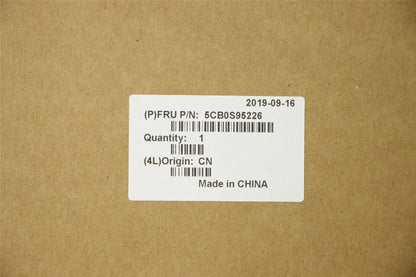 2019-09-16
(P)FRU P/N: 5CB0S95226
Quantity: 1
(4L)Origin: CN
Made in CHINA